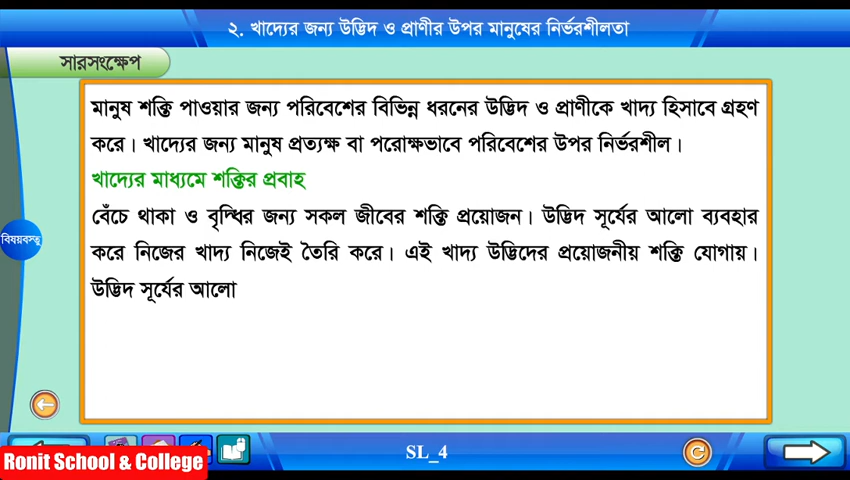 ২. খাদ্যের জন্য উদ্ভিদ ও প্রাণীর উপর মানুষের নির্ভরশীলতা
সারসংক্ষেপ
মানুষ শক্তি পাওয়ার জন্য পরিবেশের বিভিন্ন ধরনের উদ্ভিদ ও প্রাণীকে খাদ্য হিসাবে গ্রহণ
করে। খাদ্যের জন্য মানুষ প্রত্যক্ষ বা পরোক্ষভাবে পরিবেশের উপর নির্ভরশীল।
খাদ্যের মাধ্যমে শক্তির প্রবাহ
বেঁচে থাকা ও বৃদ্ধির জন্য সকল জীবের শক্তি প্রয়োজন। উদ্ভিদ সূর্যের আলো ব্যবহার
করে নিজের খাদ্য নিজেই তৈরি করে। এই খাদ্য উদ্ভিদের প্রয়োজনীয় শক্তি যোগায়।
উদ্ভিদ সূর্যের আলো
বিষয়বস্তু
SL_4
Ronit School & College